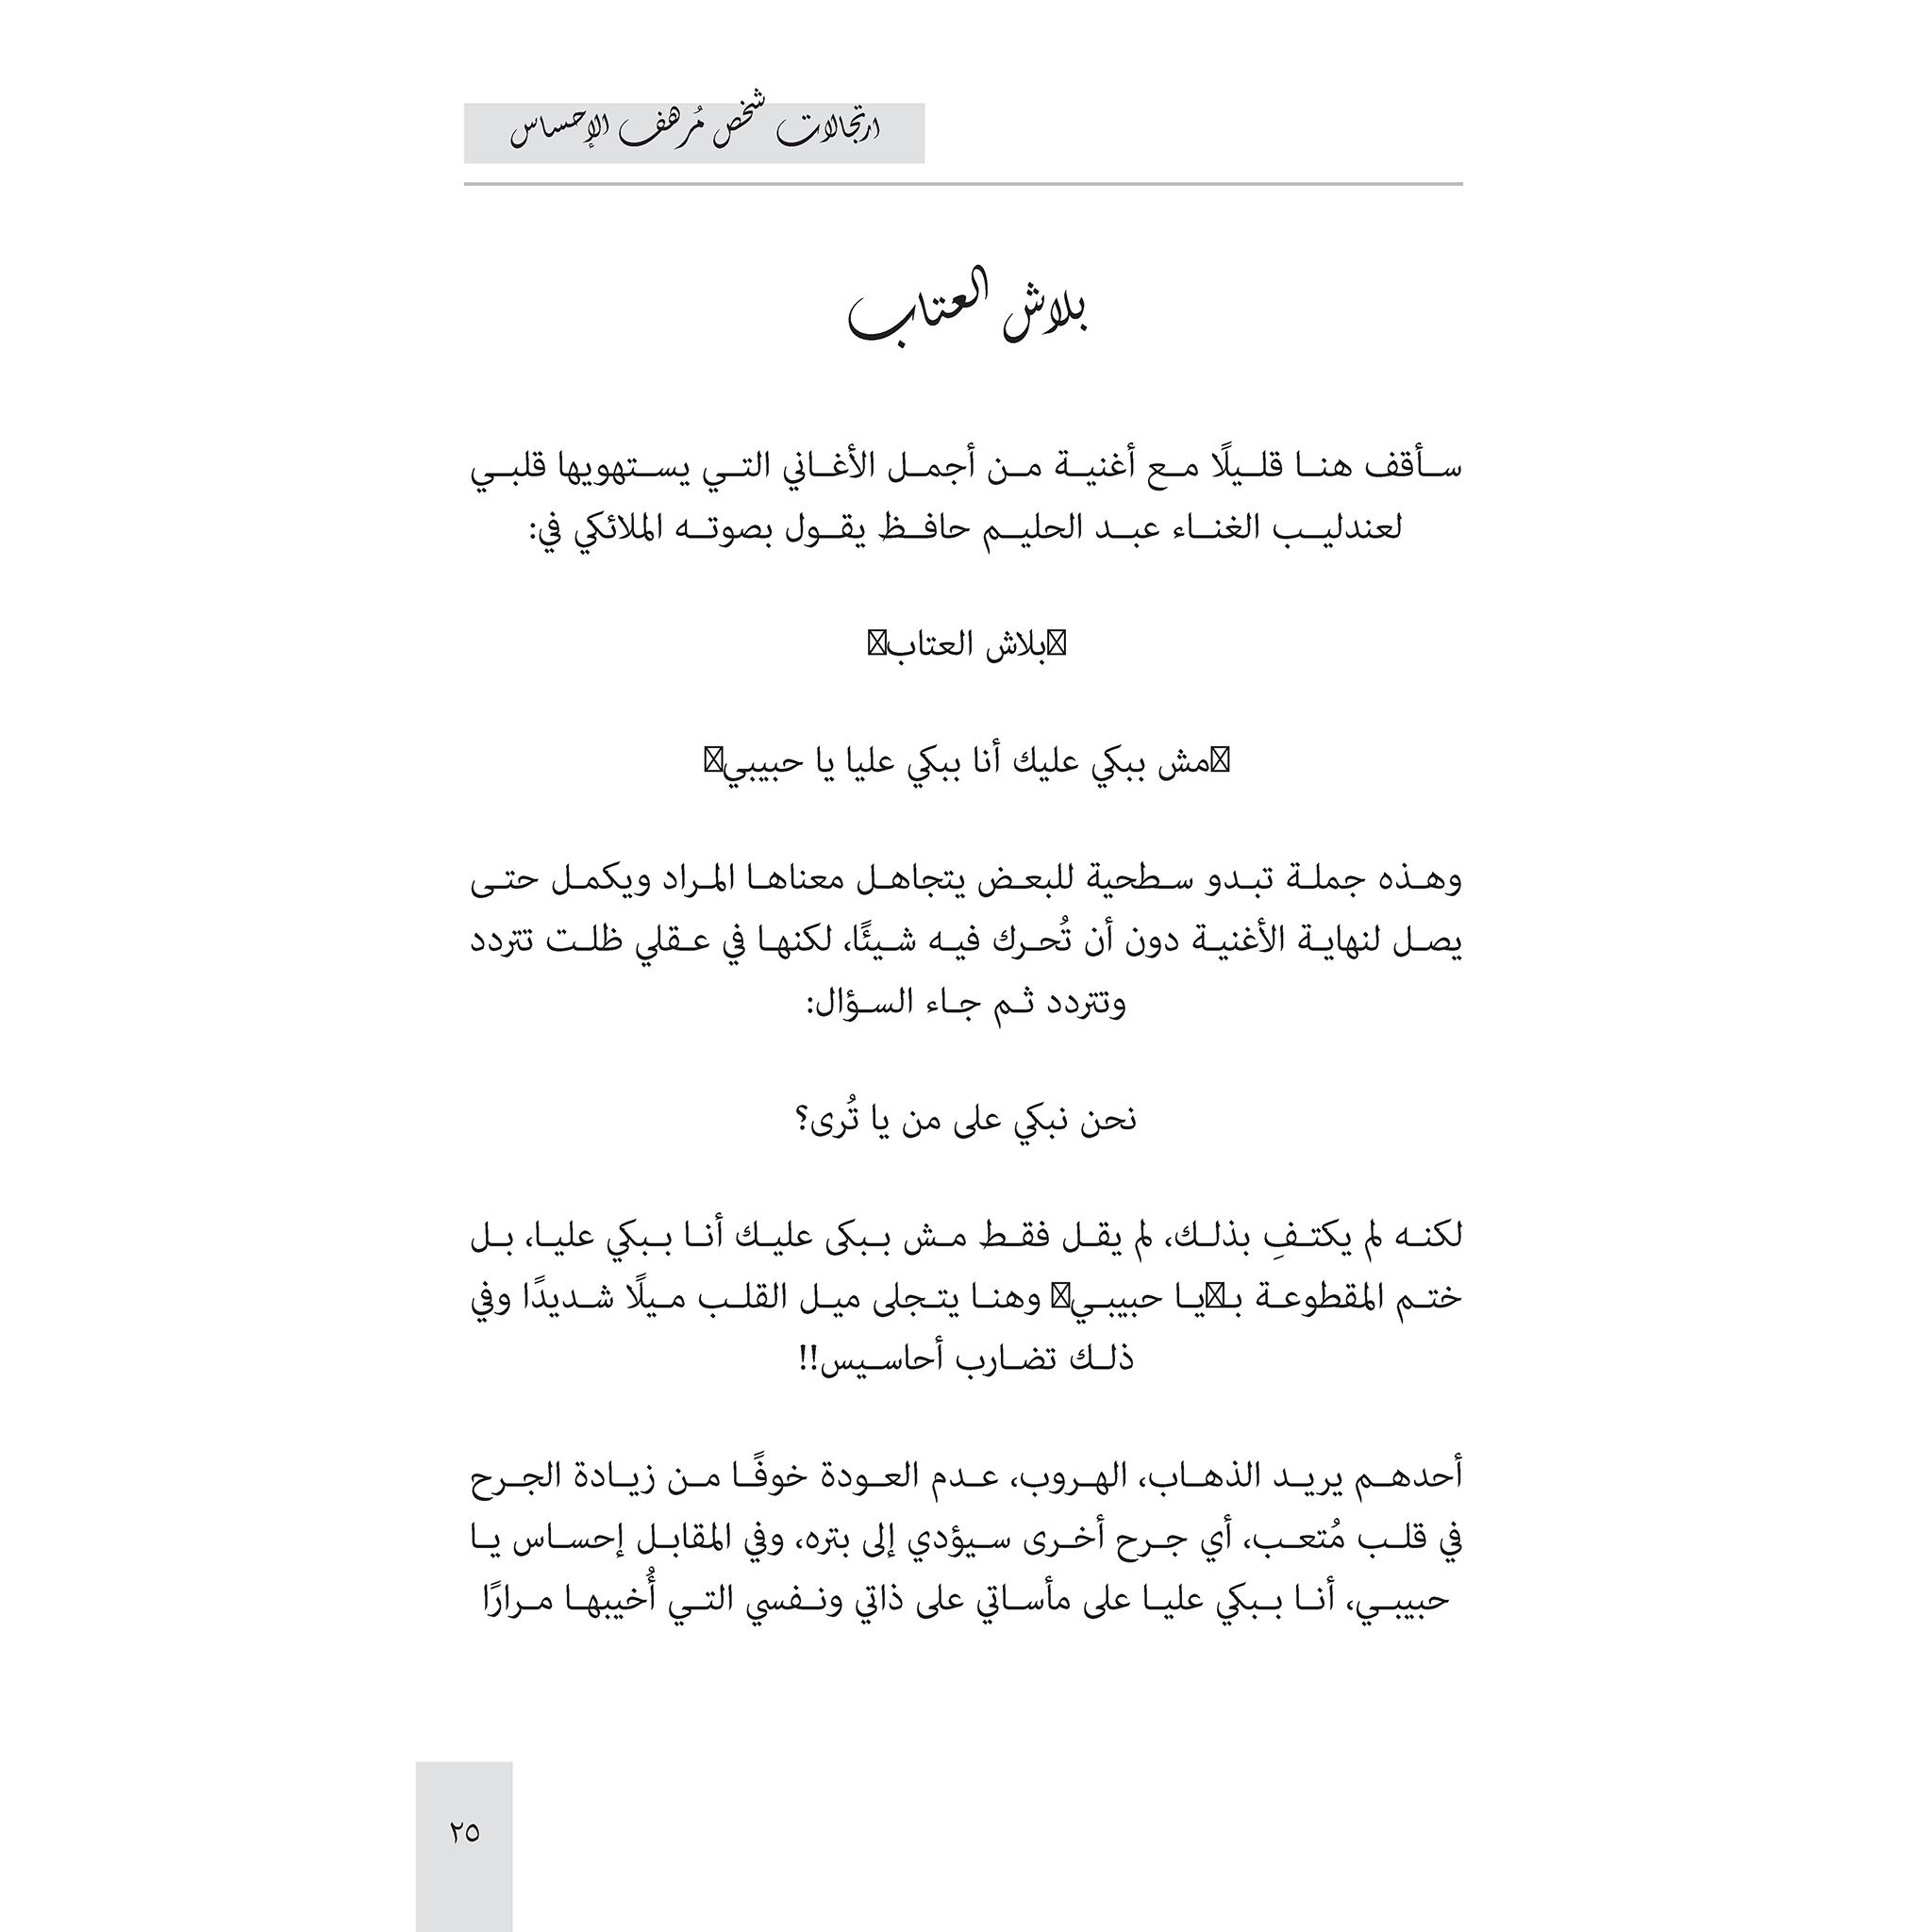 ارتجالات شخص مُرهف الإحساس
بلاش العتاب
سأقف هنا قليلًا مع أغنية من أجمل الأغاني التي يستهويها قلبي
لعندليب الغناء عبد الحليم حافظ يقول بصوته الملائكي في:
بلاش العتاب
مش ببكي عليك أنا ببكي عليا يا حبيبي
وهذه جملة تبدو سطحية للبعض يتجاهل معناها المراد ويكمل حتى
يصل لنهاية الأغنية دون أن تُحرك فيه شيئًا، لكنها في عقلي ظلت تتردد
وتتردد ثم جاء السؤال:
نحن نبكي على من يا تُرى؟
لكنه لم يكتفِ بذلك، لم يقل فقط مش ببكى عليك أنا ببكي عليا، بل
ختم المقطوعة بـيا حبيبي وهنا يتجلى ميل القلب ميلًا شديدًا وفي
ذلك تضارب أحاسيس!!
أحدهم يريد الذهاب، الهروب، عدم العودة خوفًا من زيادة الجرح
في قلب مُتعب، أي جرح أخرى سيؤدي إلى بتره، وفي المقابل إحساس يا
حبيبي، أنا ببكي عليا على مأساتي على ذاتي ونفسي التي أُخيبها مرارًا
٢٥